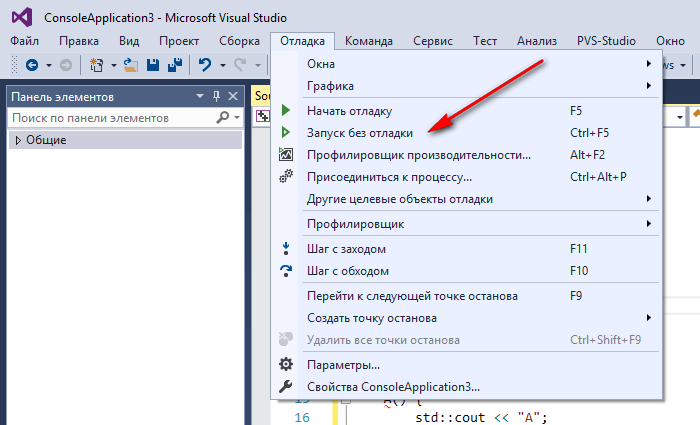 ConsoleApplication3 - Microsoft Visual Studio
Файл Правка Вид Проект Сборка Отладка Команда Сервис Тест Анализ PVS-Studio Окно
Панель элементов
Поиск по панели элементов
Общие
Sou
ws
Окна
Графика
Начать отладку F5
Запуск без отладки Ctrl+F5
Профилировщик производительности... Alt+F2
Присоединиться к процессу... Ctrl+Alt+P
Другие целевые объекты отладки
Профилировщик
Шаг с заходом F11
Шаг с обходом F10
Перейти к следующей точке останова F9
Создать точку останова
Удалить все точки останова Ctrl+Shift+F9
Параметры...
Свойства ConsoleApplication3...
15 A() {
16 std::cout << "A";